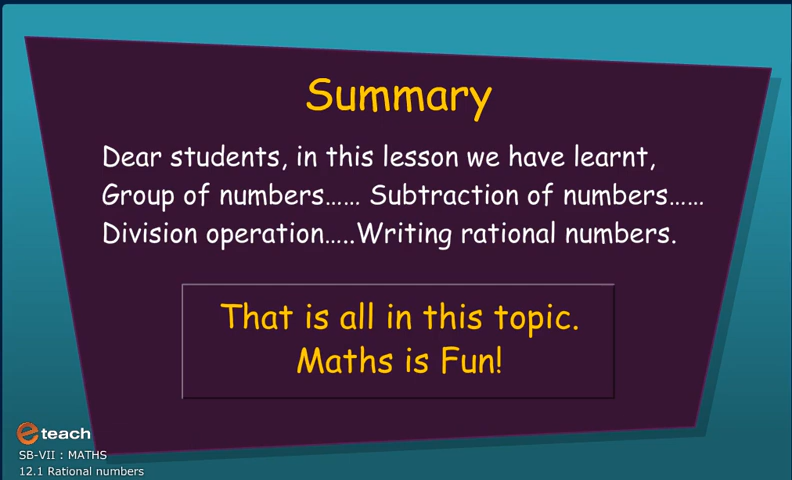 Summary
Dear students, in this lesson we have learnt,
Group of numbers...... Subtraction of numbers......
Division operation.....Writing rational numbers.
That is all in this topic.
Maths is Fun!
e teach
SB-VII : MATHS
12.1 Rational numbers